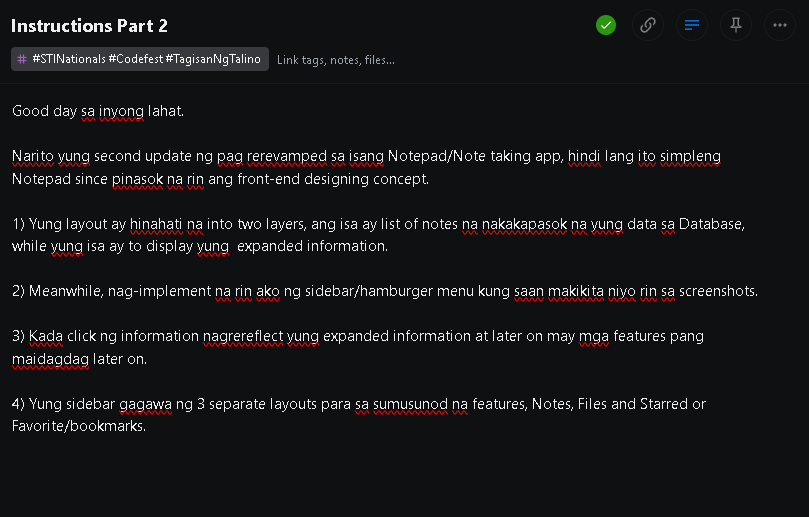 Instructions Part 2
# #STINationals #Codefest #TagisanNgTalino Link tags, notes, files...
Good day sa inyong lahat.
Narito yung second update ng pag rerevamped sa isang Notepad/Note taking app, hindi lang ito simpleng
Notepad since pinasok na rin ang front-end designing concept.
1) Yung layout ay hinahati na into two layers, ang isa ay list of notes na nakakapasok na yung data sa Database,
while yung isa ay to display yung  expanded information.
2) Meanwhile, nag-implement na rin ako ng sidebar/hamburger menu kung saan makikita niyo rin sa screenshots.
3) Kada click ng information nagrereflect yung expanded information at later on may mga features pang
maidagdag later on.
4) Yung sidebar gagawa ng 3 separate layouts para sa sumusunod na features, Notes, Files and Starred or
Favorite/bookmarks.